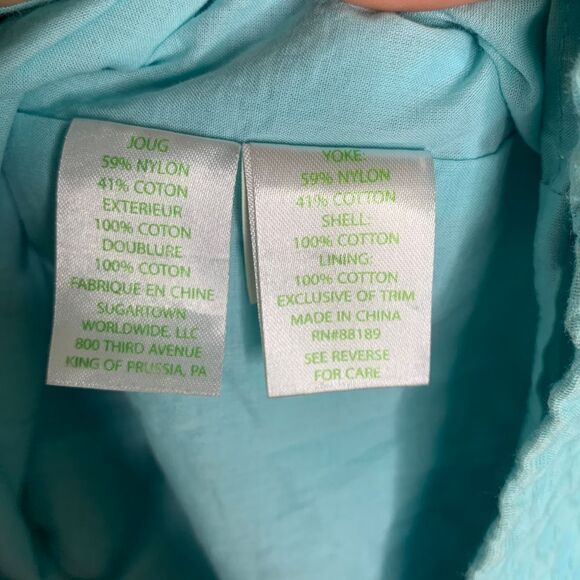 JOUG
59% NYLON
41% COTON
EXTERIEUR
100% COTON
DOUBLURE
100% COTON
FABRIQUE EN CHINE
SUGARTOWN
WORLDWIDE, LLC
800 THIRD AVENUE
KING OF PRUSSIA, PA
YOKE:
59% NYLON
41% COTTON
SHELL:
100% COTTON
LINING:
100% COTTON
EXCLUSIVE OF TRIM
MADE IN CHINA
RN#88189
SEE REVERSE
FOR CARE